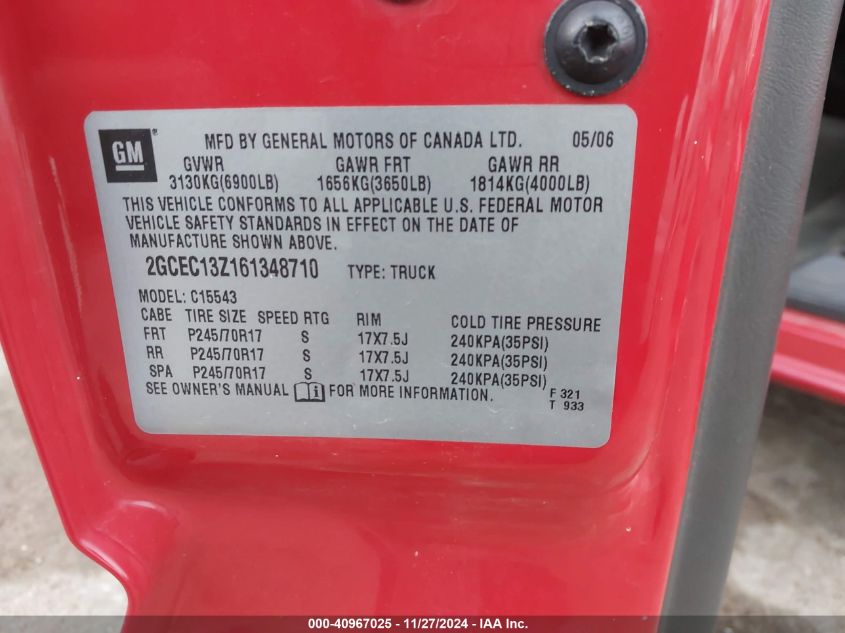 GM
MFD BY GENERAL MOTORS OF CANADA LTD. 05/06
GVWR GAWR FRT GAWR RR
3130KG(6900LB) 1656KG(3650LB) 1814KG(4000LB)
THIS VEHICLE CONFORMS TO ALL APPLICABLE U.S. FEDERAL MOTOR
VEHICLE SAFETY STANDARDS IN EFFECT ON THE DATE OF
MANUFACTURE SHOWN ABOVE.
2GCEC13Z161348710 TYPE: TRUCK
MODEL: C15543
CABE TIRE SIZE SPEED RTG RIM COLD TIRE PRESSURE
FRT P245/70R17 S 17X7.5J 240KPA(35PSI)
RR P245/70R17 S 17X7.5J 240KPA(35PSI)
SPA P245/70R17 S 17X7.5J 240KPA(35PSI)
SEE OWNER'S MANUAL i FOR MORE INFORMATION. F 321
T 933
000-40967025 - 11/27/2024 - IAA Inc.